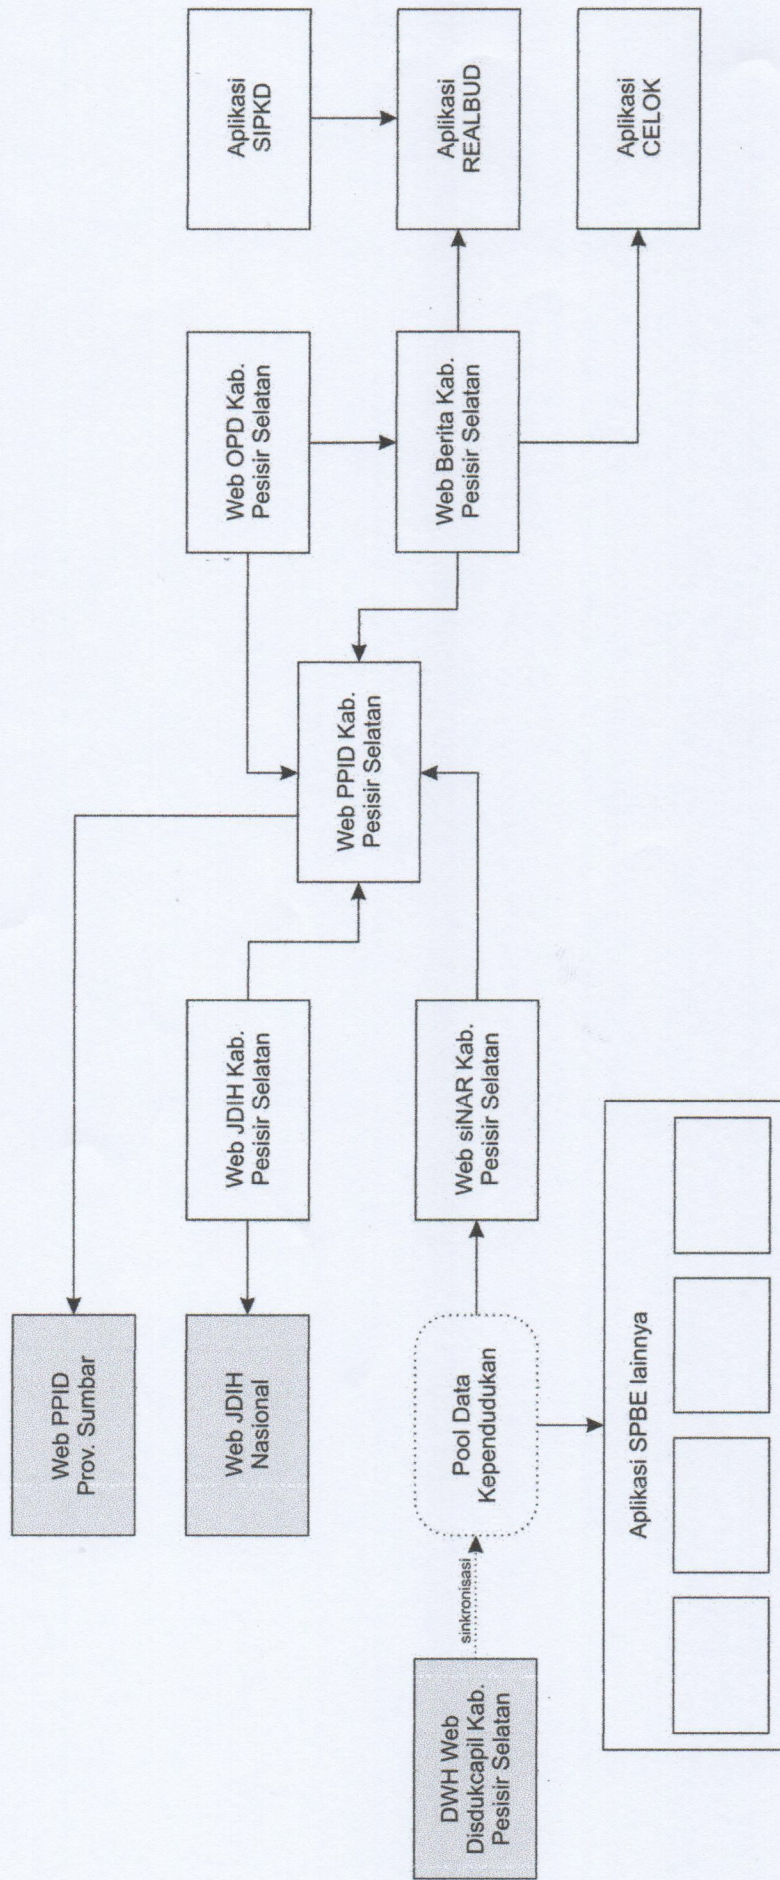 Web PPID
Prov. Sumbar
Web JDIH
Nasional
Web JDIH Kab.
Pesisir Selatan
Web PPID Kab.
Pesisir Selatan
Web OPD Kab.
Pesisir Selatan
Aplikasi
SIPKD
Web Berita Kab.
Pesisir Selatan
Aplikasi
REALBUD
Aplikasi
CELOK
DWH Web
Disdukcapil Kab.
Pesisir Selatan
sinkronisasi
Pool Data
Kependudukan
Web siNAR Kab.
Pesisir Selatan
Aplikasi SPBE lainnya